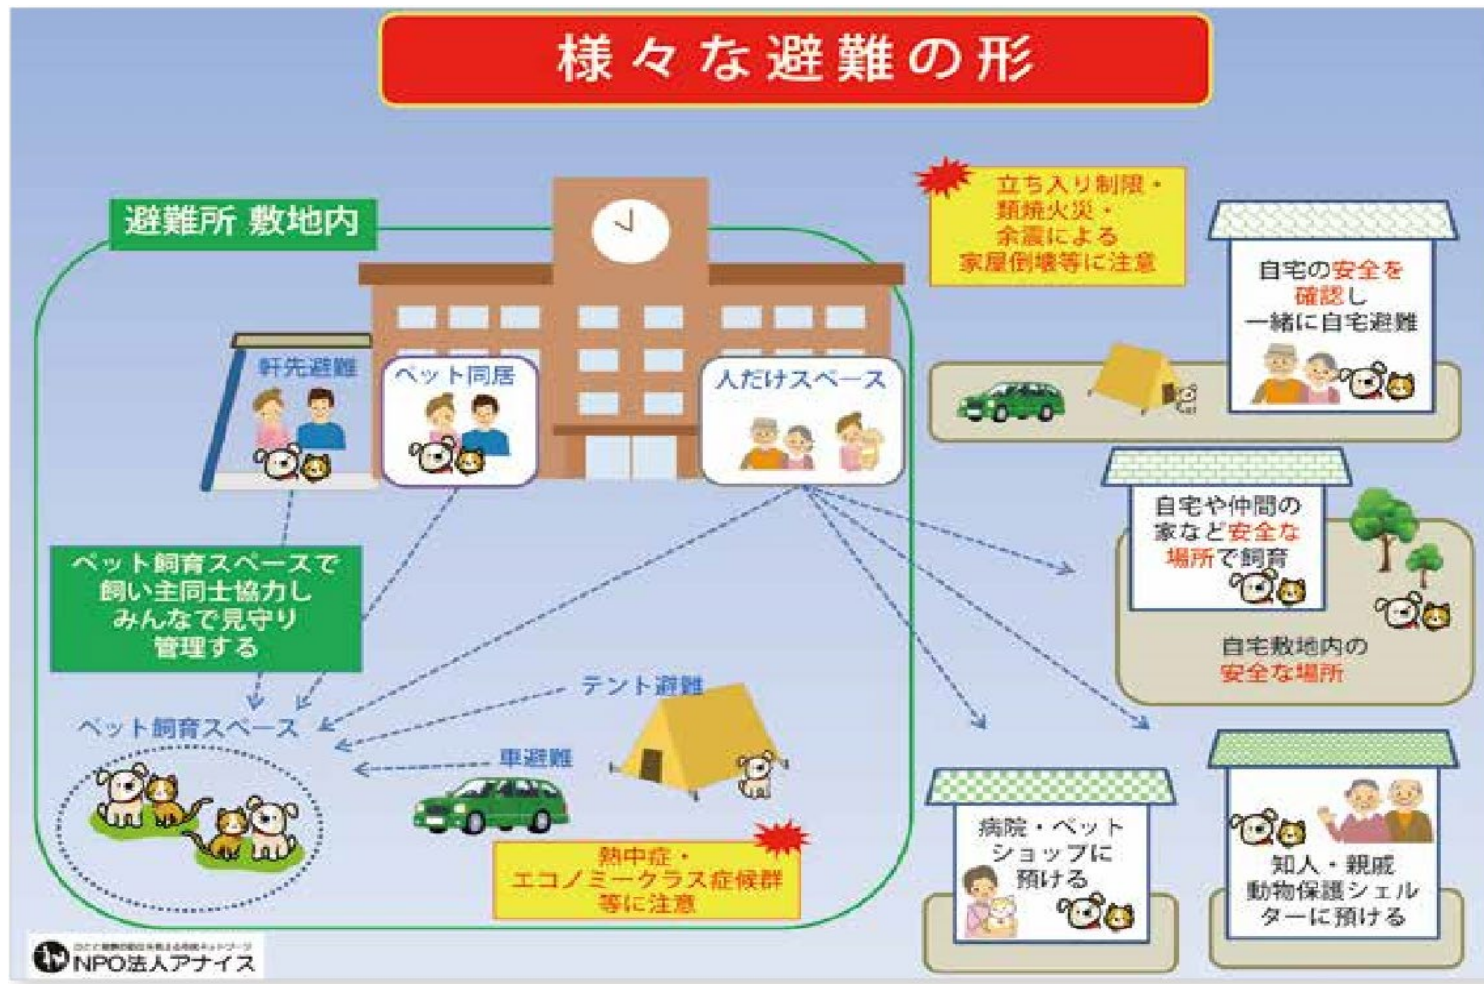 様々な避難の形
避難所 敷地内
立ち入り制限・
類焼火災・
余震による
家屋倒壊等に注意
自宅の安全を
確認し
一緒に自宅避難
軒先避難
ペット同居
人だけスペース
自宅や仲間の
家など安全な
場所で飼育
自宅敷地内の
安全な場所
ペット飼育スペースで
飼い主同士協力し
みんなで見守り
管理する
ペット飼育スペース
テント避難
車避難
熱中症・
エコノミークラス症候群
等に注意
病院・ペット
ショップに
預ける
知人・親戚
動物保護シェル
ターに預ける
NPO法人アナイス